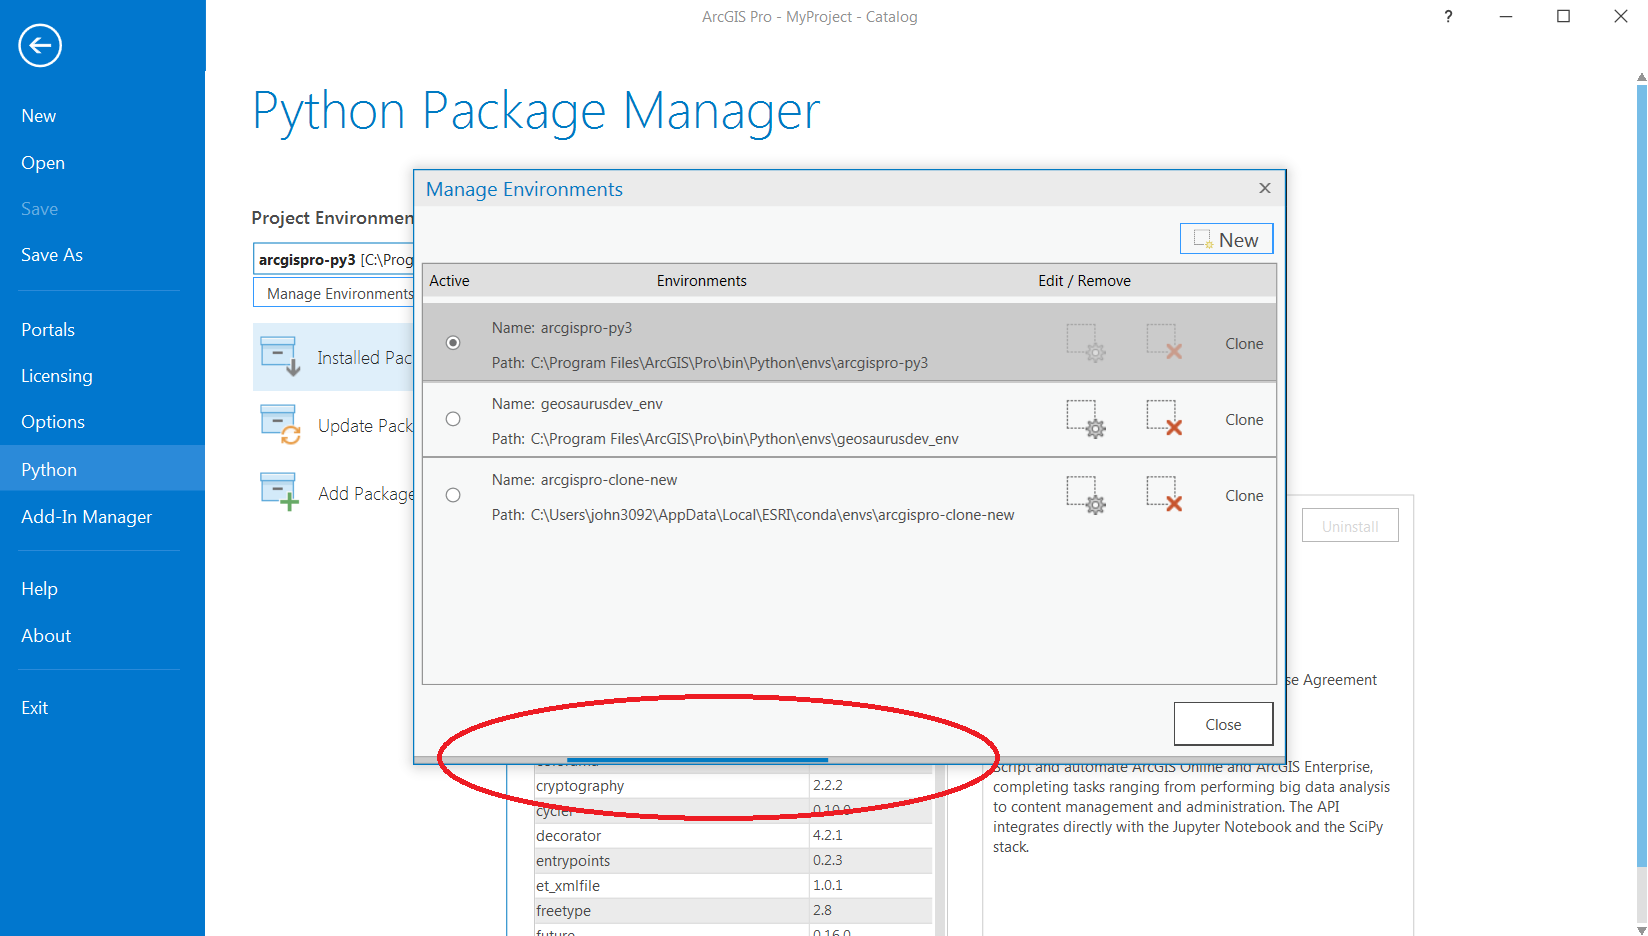 ArcGIS Pro - MyProject - Catalog
?
New
Open
Save
Save As
Portals
Licensing
Options
Python
Add-In Manager
Help
About
Exit
Python Package Manager
Project Environmen
arcgispro-py3 [C:\Prog
Manage Environments
Installed Pac
Update Pack
Add Package
Manage Environments
New
Active Environments Edit / Remove
Name: arcgispro-py3
Path: C:\Program Files\ArcGIS\Pro\bin\Python\envs\arcgispro-py3
Clone
Name: geosaurusdev_env
Path: C:\Program Files\ArcGIS\Pro\bin\Python\envs\geosaurusdev_env
Clone
Name: arcgispro-clone-new
Path: C:\Users\john3092\AppData\Local\ESRI\conda\envs\arcgispro-clone-new
Clone
Close
Uninstall
se Agreement
cryptography 2.2.2
cycler 0.10.0
decorator 4.2.1
entrypoints 0.2.3
et_xmlfile 1.0.1
freetype 2.8
future 0.16.0
Script and automate ArcGIS Online and ArcGIS Enterprise,
completing tasks ranging from performing big data analysis
to content management and administration. The API
integrates directly with the Jupyter Notebook and the SciPy
stack.